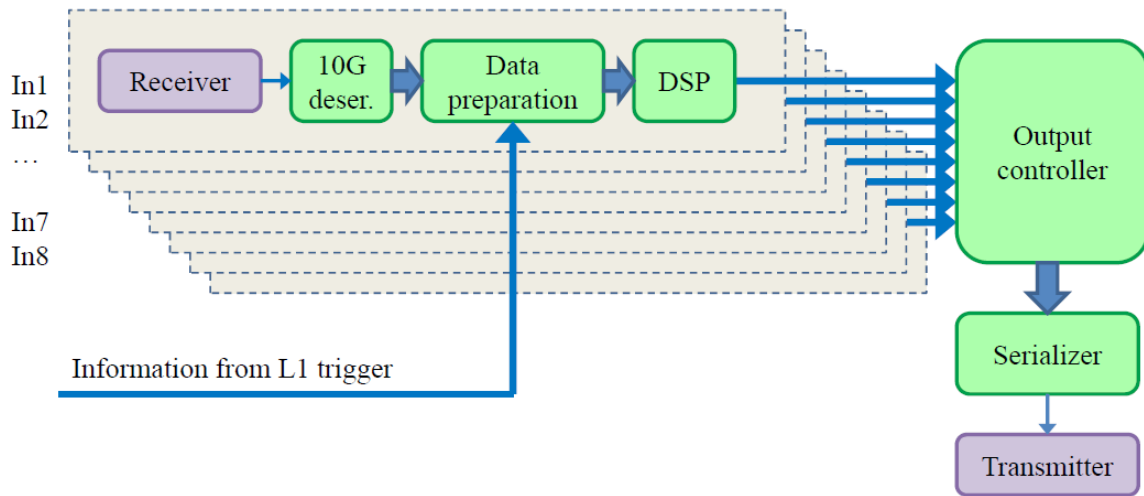 Receiver
10G
deser.
Data
preparation
DSP
In1
In2
…
In7
In8
Output
controller
Information from L1 trigger
Serializer
Transmitter